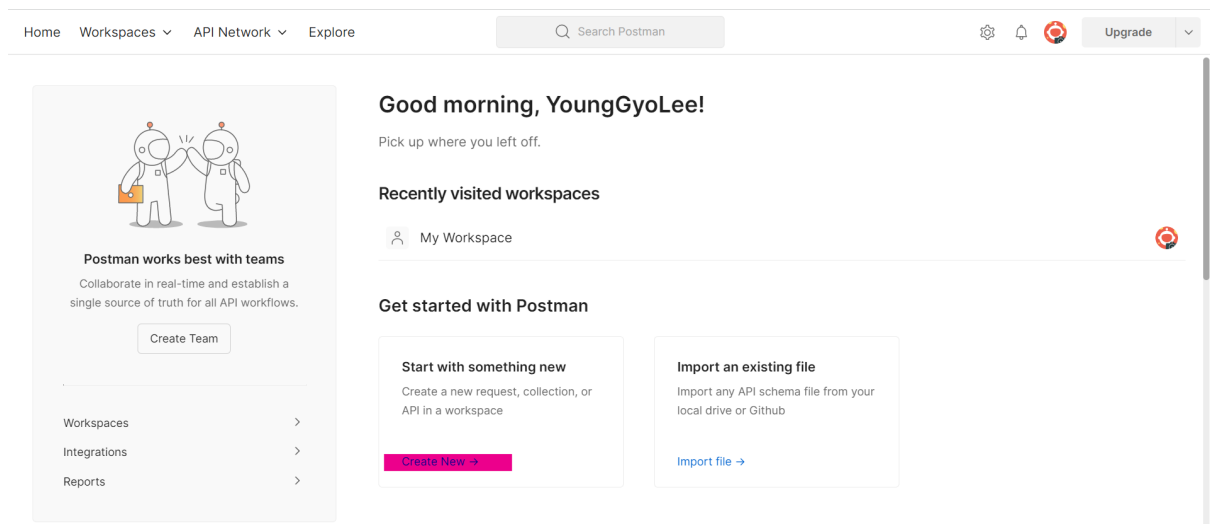 Home Workspaces API Network Explore Search Postman Upgrade
Postman works best with teams
Collaborate in real-time and establish a
single source of truth for all API workflows.
Create Team
Workspaces
Integrations
Reports
Good morning, YoungGyoLee!
Pick up where you left off.
Recently visited workspaces
My Workspace
Get started with Postman
Start with something new
Create a new request, collection, or
API in a workspace
Create New →
Import an existing file
Import any API schema file from your
local drive or Github
Import file →